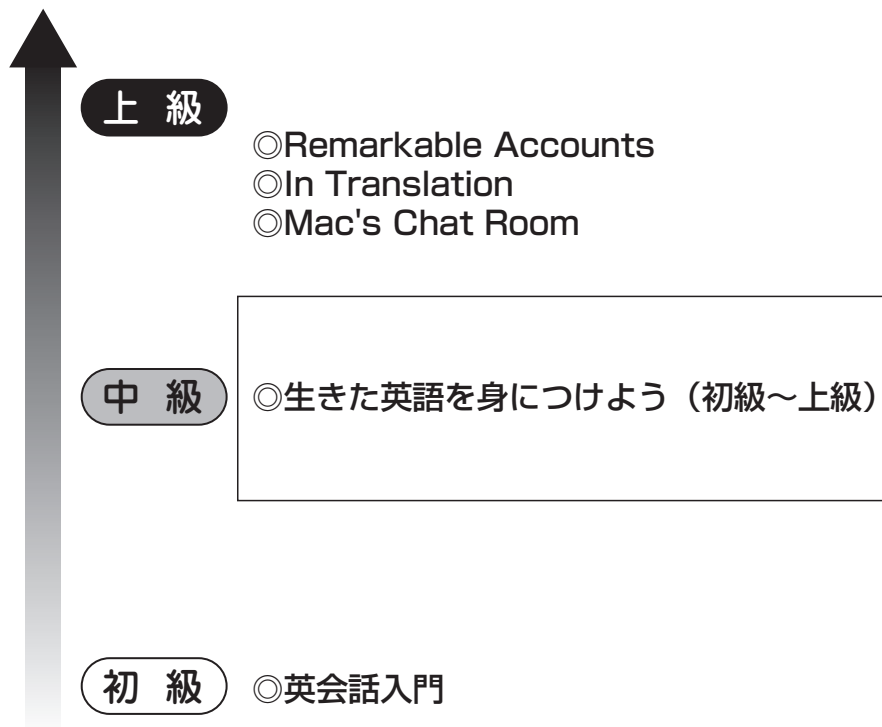 上 級
◎Remarkable Accounts
◎In Translation
◎Mac's Chat Room
中 級
◎生きた英語を身につけよう（初級～上級）
初 級
◎英会話入門